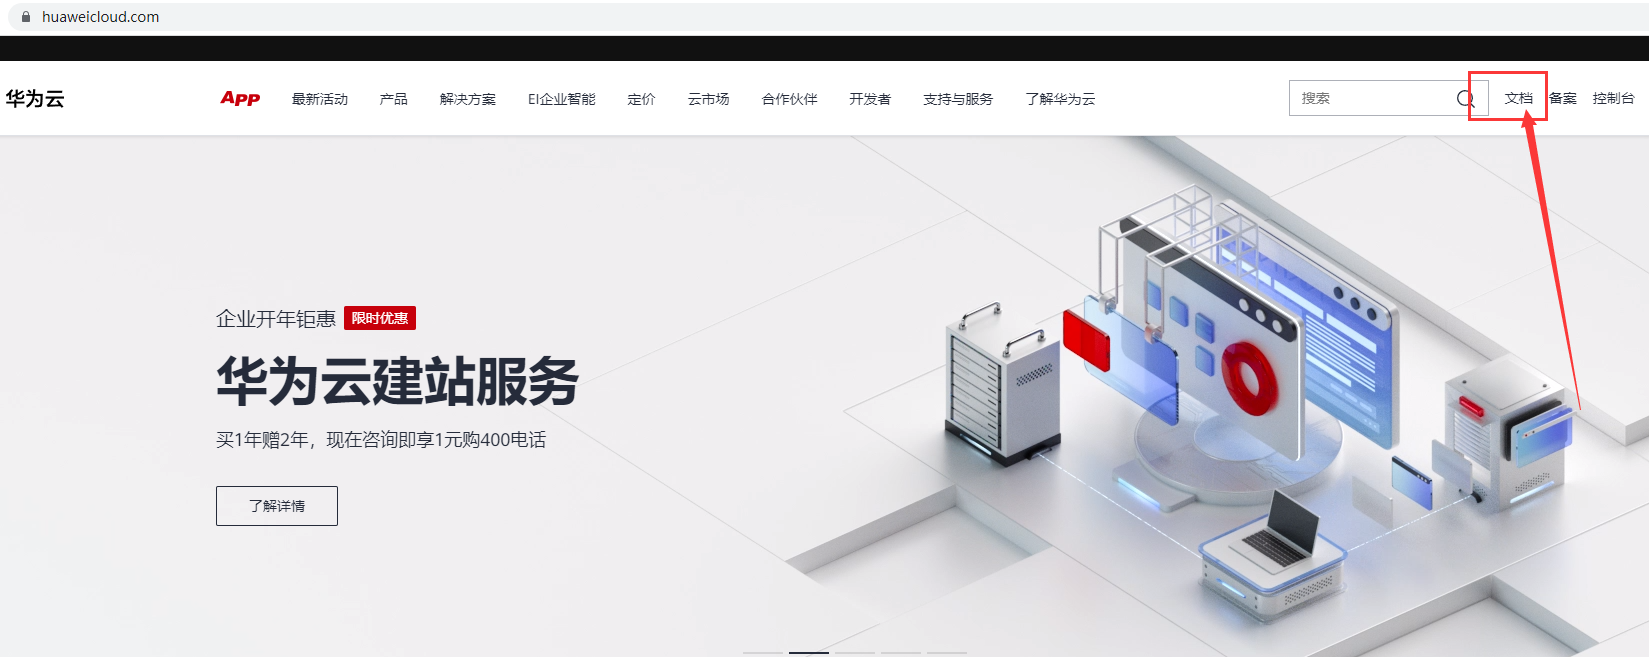 huaweicloud.com
华为云 APP 最新活动 产品 解决方案 EI企业智能 定价 云市场 合作伙伴 开发者 支持与服务 了解华为云 搜索 文档 备案 控制台
企业开年钜惠 限时优惠
华为云建站服务
买1年赠2年，现在咨询即享1元购400电话
了解详情